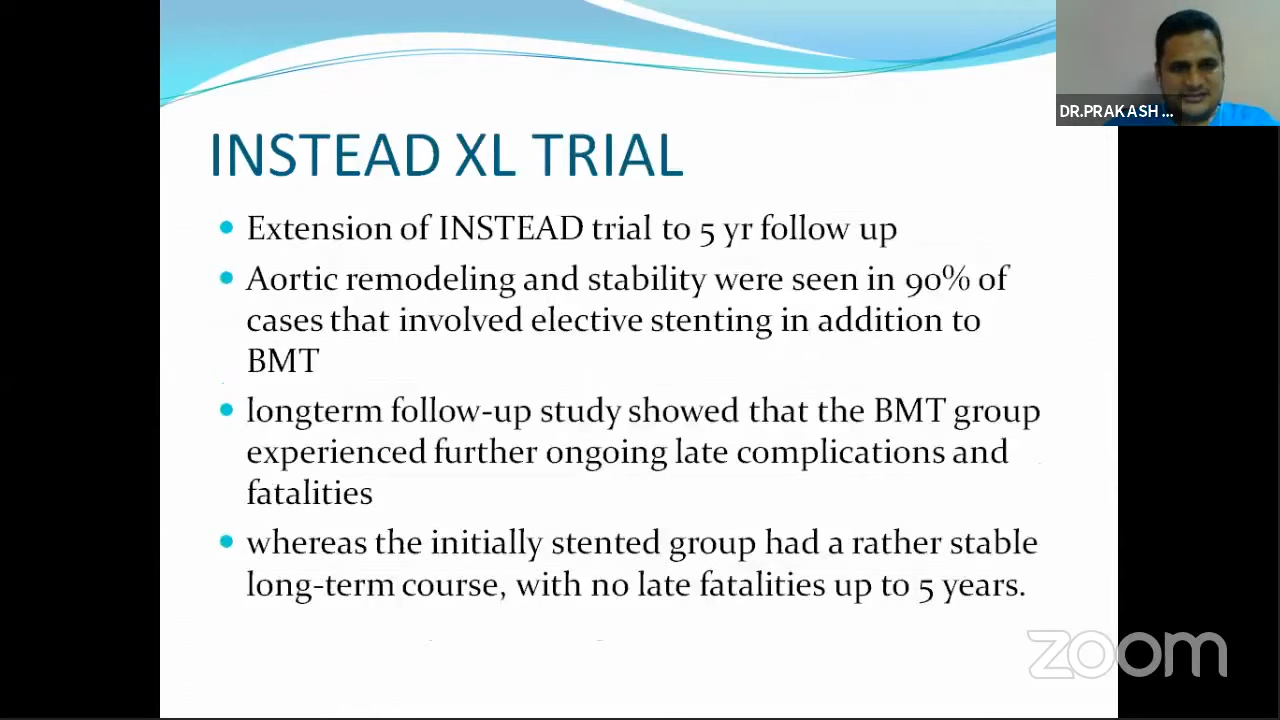 DR.PRAKASH ...
INSTEAD XL TRIAL
• Extension of INSTEAD trial to 5 yr follow up
• Aortic remodeling and stability were seen in 90% of
cases that involved elective stenting in addition to
BMT
• longterm follow-up study showed that the BMT group
experienced further ongoing late complications and
fatalities
• whereas the initially stented group had a rather stable
long-term course, with no late fatalities up to 5 years.
zoom